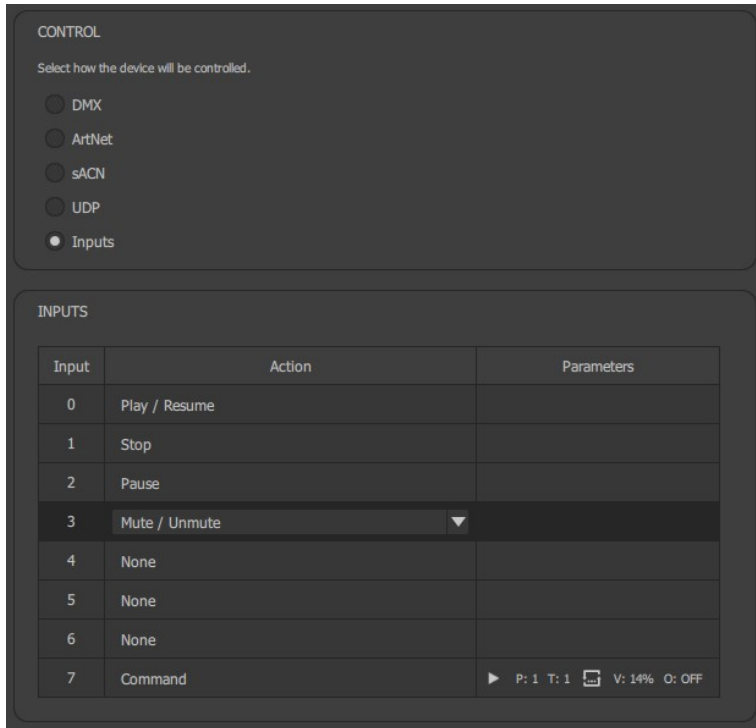 CONTROL
Select how the device will be controlled.
DMX
ArtNet
sACN
UDP
Inputs
INPUTS
Input Action Parameters
0 Play / Resume
1 Stop
2 Pause
3 Mute / Unmute
4 None
5 None
6 None
7 Command P: 1 T: 1 V: 14% O: OFF